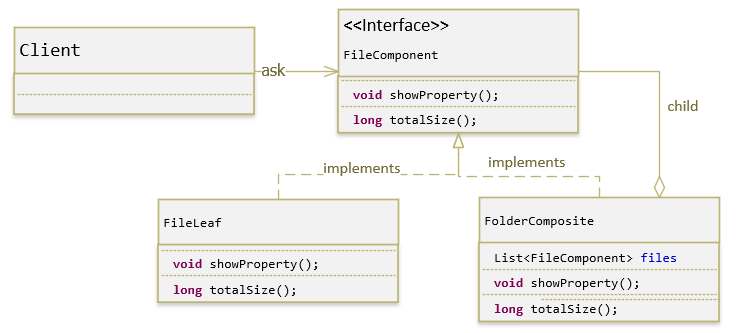 Client
ask
<<Interface>>
FileComponent
void showProperty();
long totalSize();
child
implements
implements
FileLeaf
void showProperty();
long totalSize();
FolderComposite
List<FileComponent> files
void showProperty();
long totalSize();